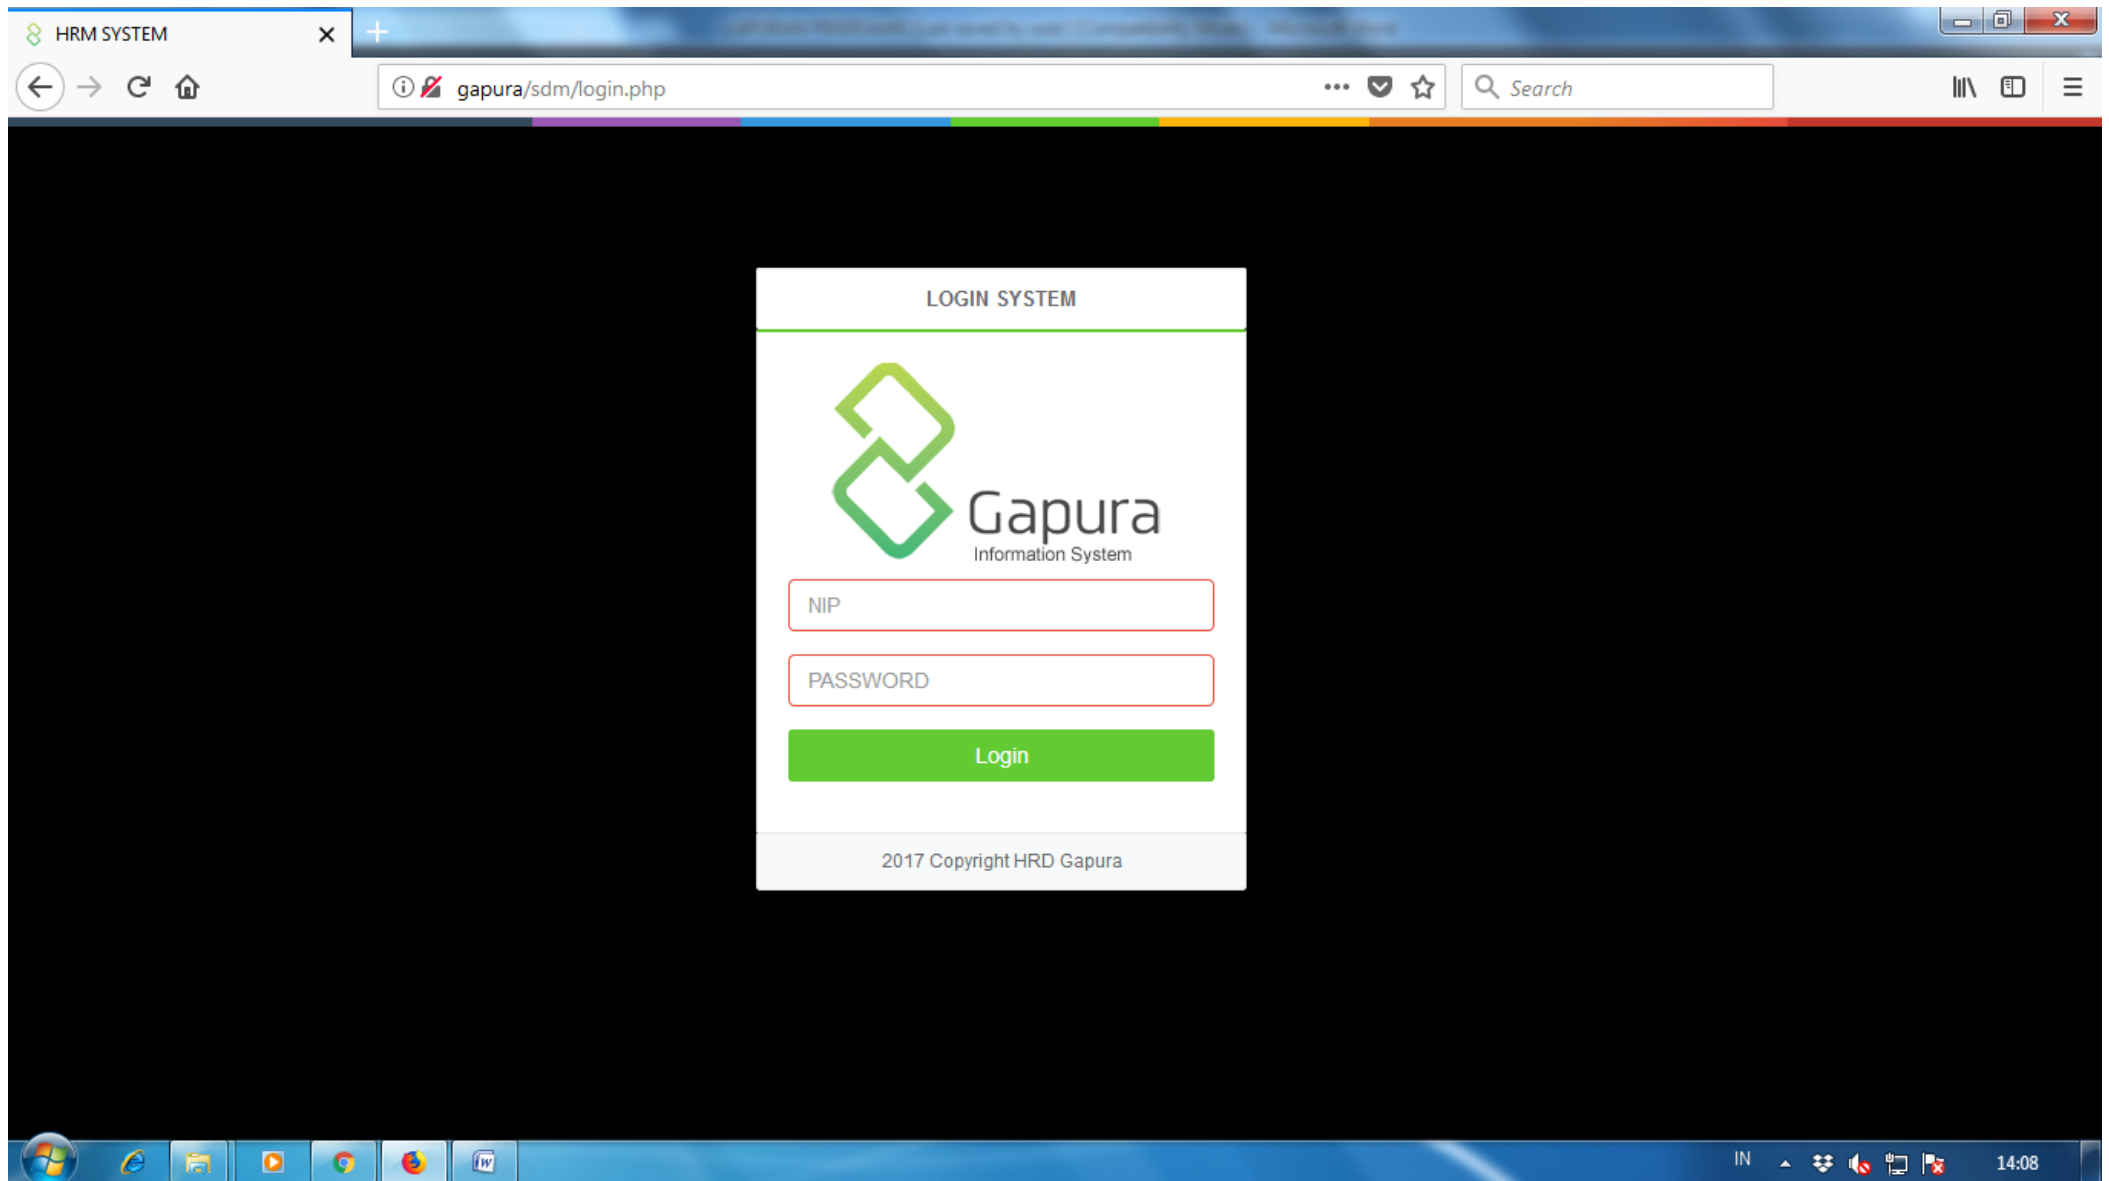 HRM SYSTEM
gapura/sdm/login.php
Search
LOGIN SYSTEM
Gapura
Information System
NIP
PASSWORD
Login
2017 Copyright HRD Gapura
IN
14:08